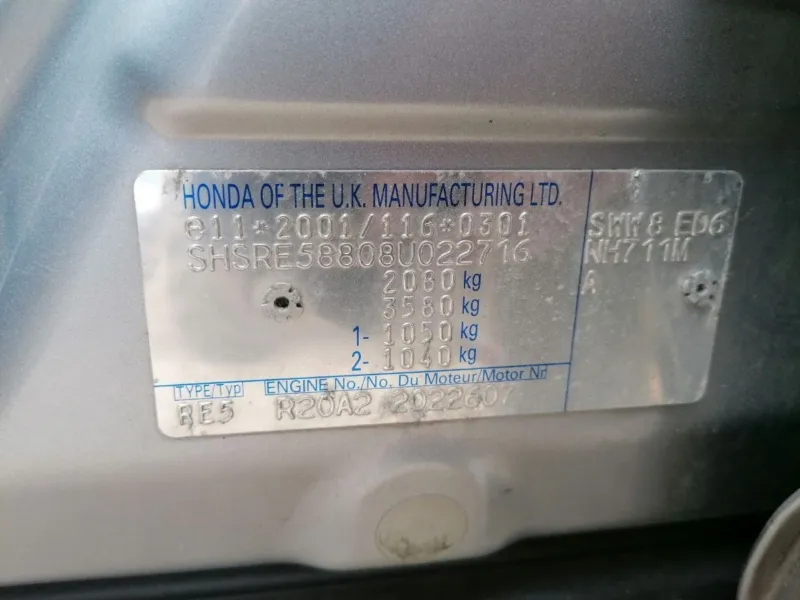 HONDA OF THE U.K. MANUFACTURING LTD.
e11*2001/116*0301
SHSRE58808U022716
2080 kg
3580 kg
1- 1050 kg
2- 1040 kg
TYPE/Typ ENGINE No./No. Du Moteur/Motor Nr
RE5 R20A2 2022607
SWW8 ED6
NH711M
A